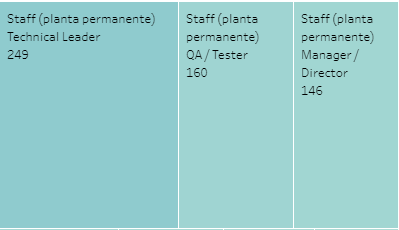 Staff (planta permanente)
Technical Leader
249
Staff (planta
permanente)
QA / Tester
160
Staff (planta
permanente)
Manager /
Director
146